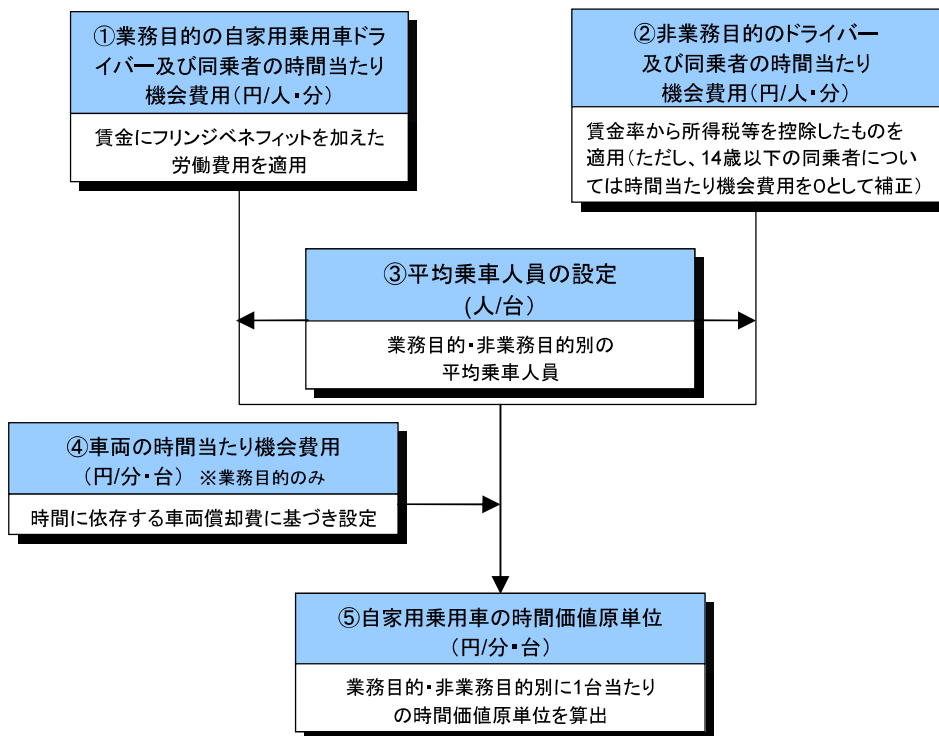 ①業務目的の自家用乗用車ドラ
イバー及び同乗者の時間当たり
機会費用（円/人・分）
賃金にフリンジベネフィットを加えた
労働費用を適用
②非業務目的のドライバー
及び同乗者の時間当たり
機会費用（円/人・分）
賃金率から所得税等を控除したものを
適用（ただし、14歳以下の同乗者につい
ては時間当たり機会費用を0として補正）
③平均乗車人員の設定
(人/台）
業務目的・非業務目的別の
平均乗車人員
④車両の時間当たり機会費用
（円/分・台） ※業務目的のみ
時間に依存する車両償却費に基づき設定
⑤自家用乗用車の時間価値原単位
（円/分・台）
業務目的・非業務目的別に1台当たり
の時間価値原単位を算出